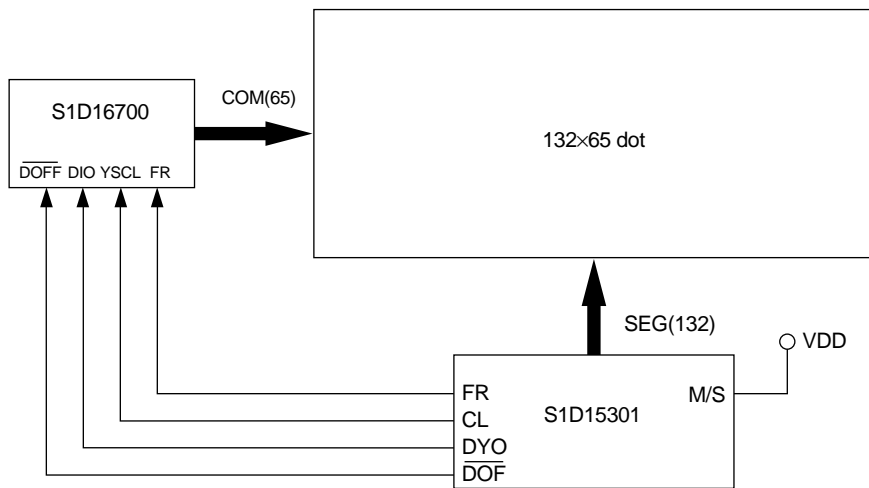 S1D16700
COM(65)
132×65 dot
DOFF DIO YSCL FR
SEG(132)
VDD
FR
M/S
S1D15301
CL
DYO
DOF